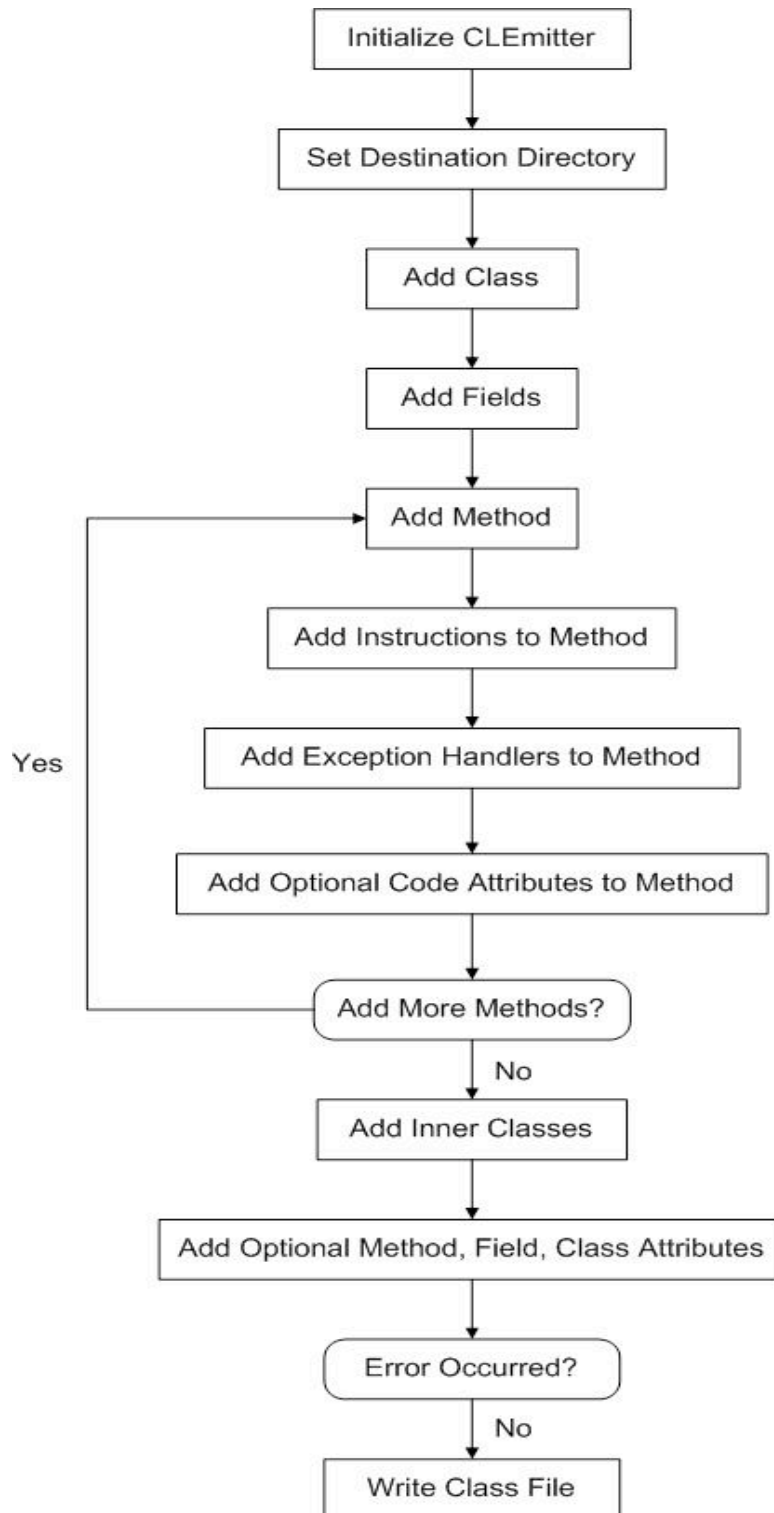 Initialize CLEmitter
Set Destination Directory
Add Class
Add Fields
Add Method
Add Instructions to Method
Yes
Add Exception Handlers to Method
Add Optional Code Attributes to Method
Add More Methods?
No
Add Inner Classes
Add Optional Method, Field, Class Attributes
Error Occurred?
No
Write Class File